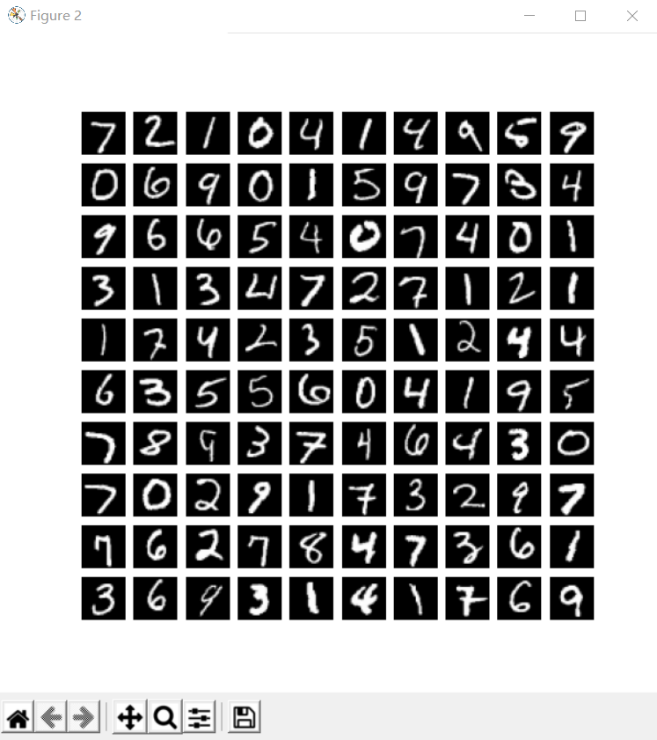 Figure 2
7 2 1 0 4 1 4 9 5 9
0 6 9 0 1 5 9 7 3 4
9 6 6 5 4 0 7 4 0 1
3 1 3 4 7 2 7 1 2 1
1 7 4 2 3 5 1 2 4 4
6 3 5 5 6 0 4 1 9 5
7 8 9 3 7 4 6 4 3 0
7 0 2 9 1 7 3 2 9 7
7 6 2 7 8 4 7 3 6 1
3 6 9 3 1 4 1 7 6 9